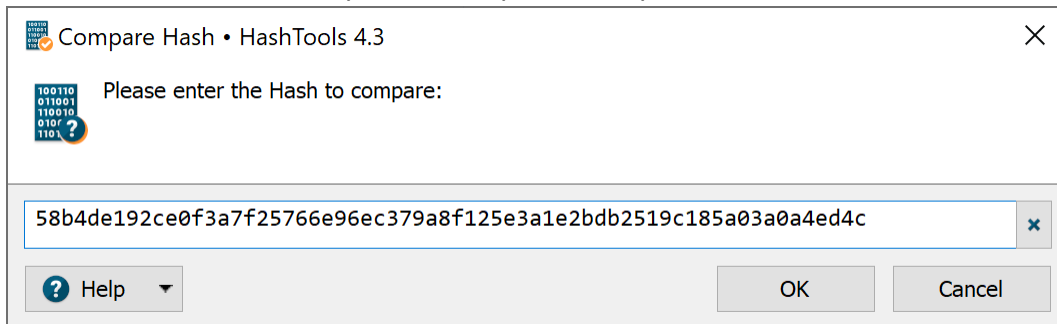 Compare Hash • HashTools 4.3
Please enter the Hash to compare:
58b4de192ce0f3a7f25766e96ec379a8f125e3a1e2bdb2519c185a03a0a4ed4c
Help
OK
Cancel